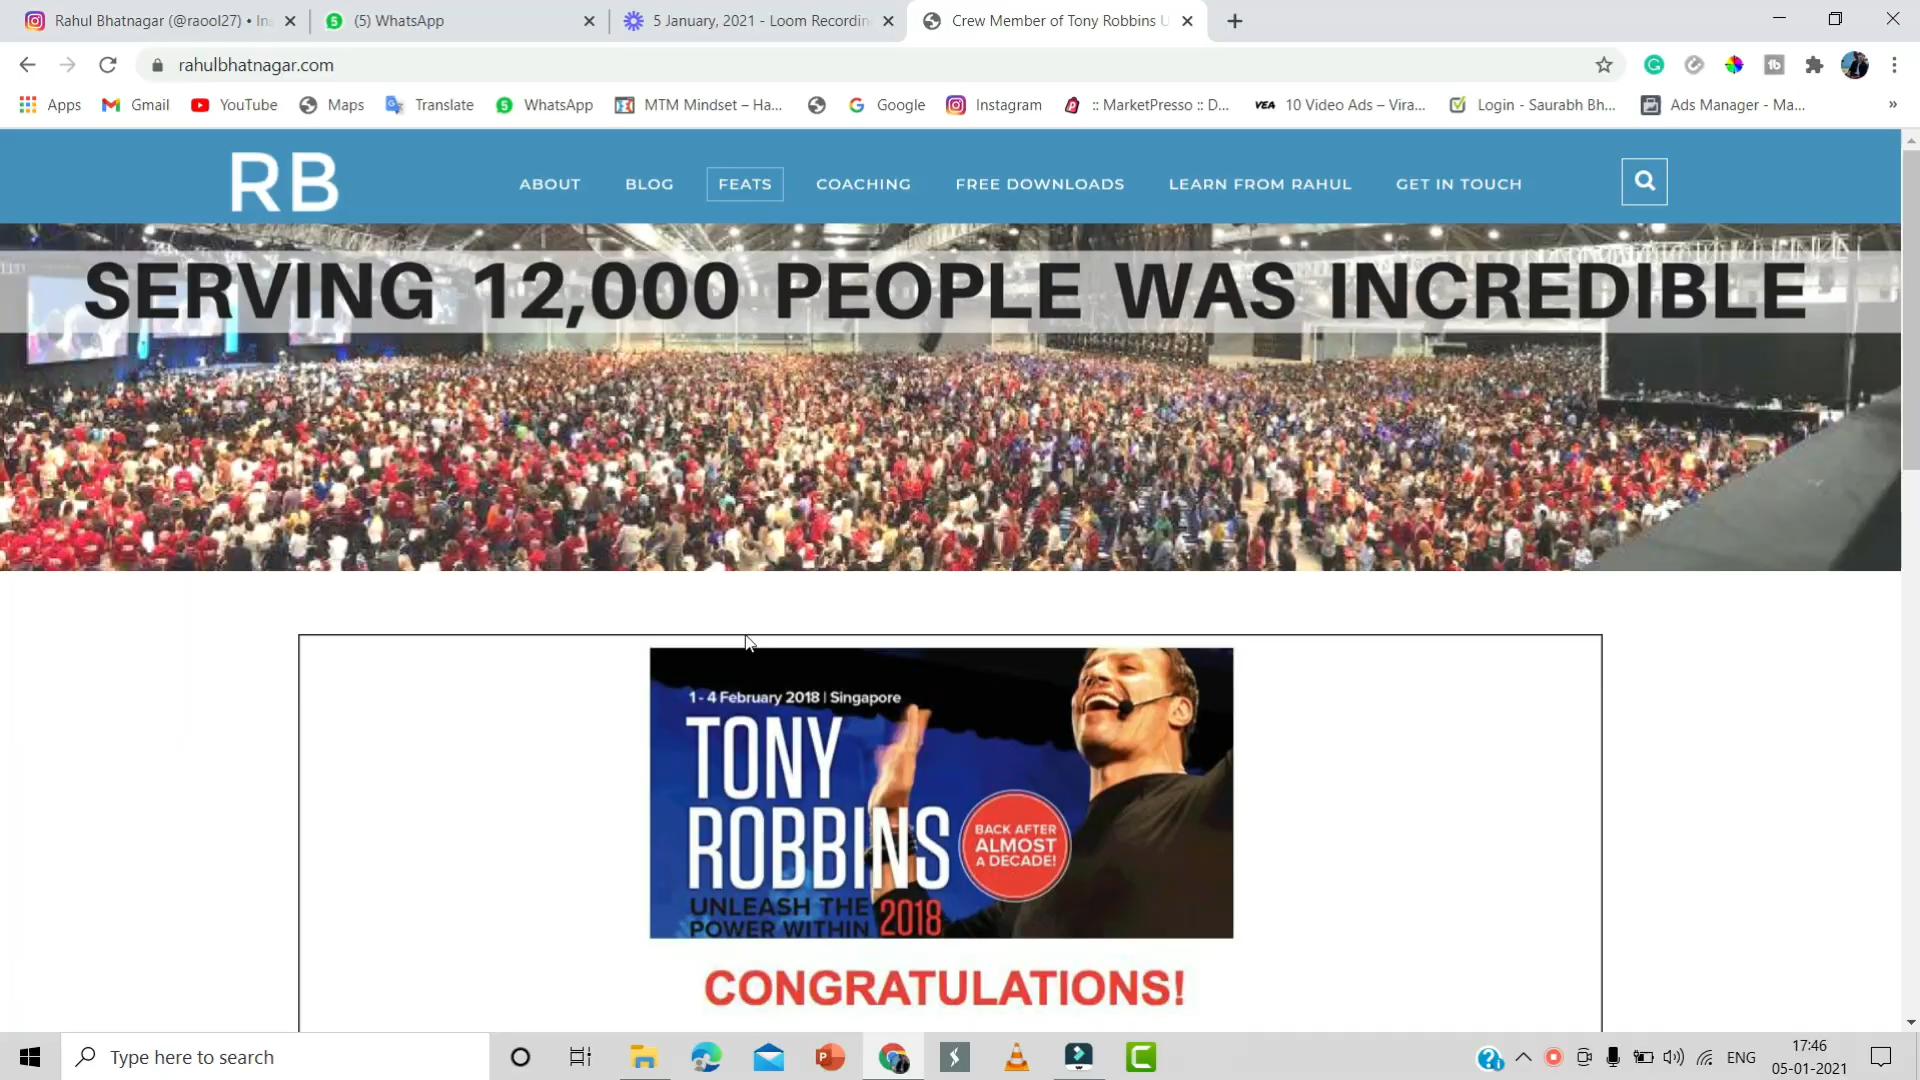 Rahul Bhatnagar (@raool27) • In
(5) WhatsApp
5 January, 2021 - Loom Recordin
Crew Member of Tony Robbins U
rahulbhatnagar.com
Apps
Gmail
YouTube
Maps
Translate
WhatsApp
MTM Mindset – Ha...
Google
Instagram
:: MarketPresso :: D...
VEA 10 Video Ads – Vira...
Login - Saurabh Bh...
Ads Manager - Ma...
»
RB
ABOUT
BLOG
FEATS
COACHING
FREE DOWNLOADS
LEARN FROM RAHUL
GET IN TOUCH
SERVING 12,000 PEOPLE WAS INCREDIBLE
1 - 4 February 2018 | Singapore
TONY
ROBBINS
BACK AFTER
ALMOST
A DECADE!
UNLEASH THE
POWER WITHIN 2018
CONGRATULATIONS!
Type here to search
ENG
17:46
05-01-2021